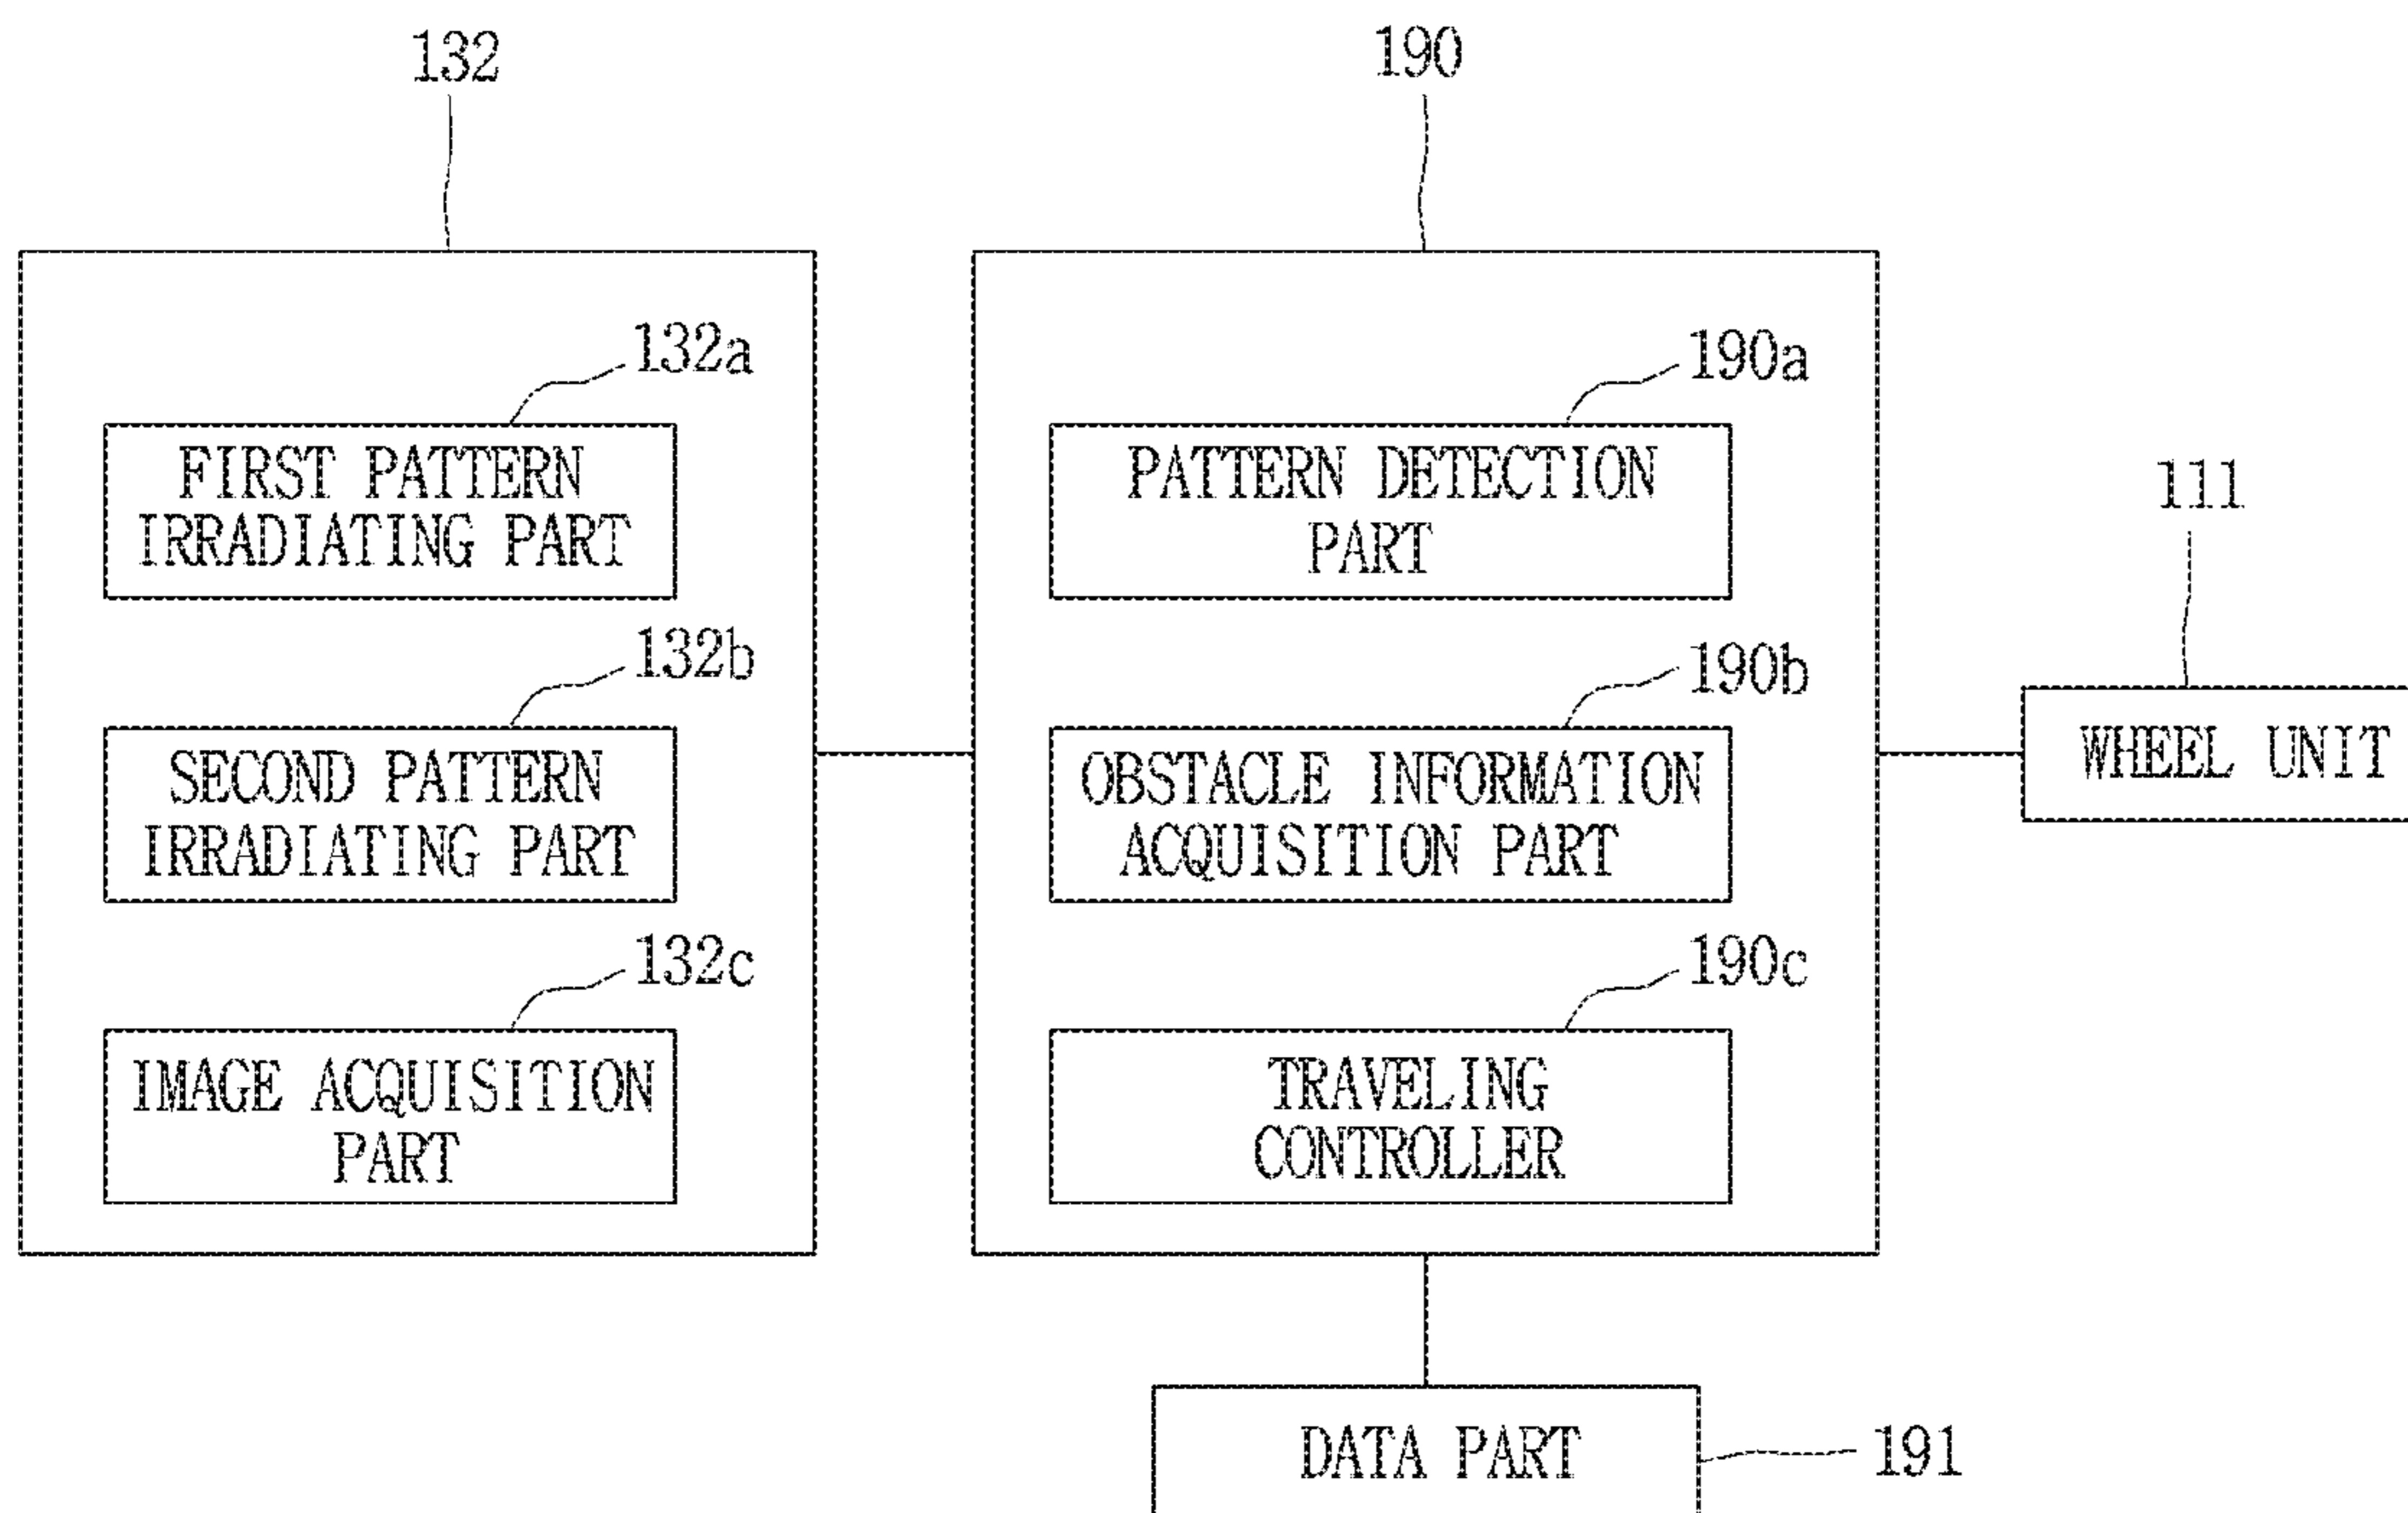 132
190
132a
FIRST PATTERN
IRRADIATING PART
132b
SECOND PATTERN
IRRADIATING PART
132c
IMAGE ACQUISITION
PART
190a
PATTERN DETECTION
PART
190b
OBSTACLE INFORMATION
ACQUISITION PART
190c
TRAVELING
CONTROLLER
111
WHEEL UNIT
DATA PART
191